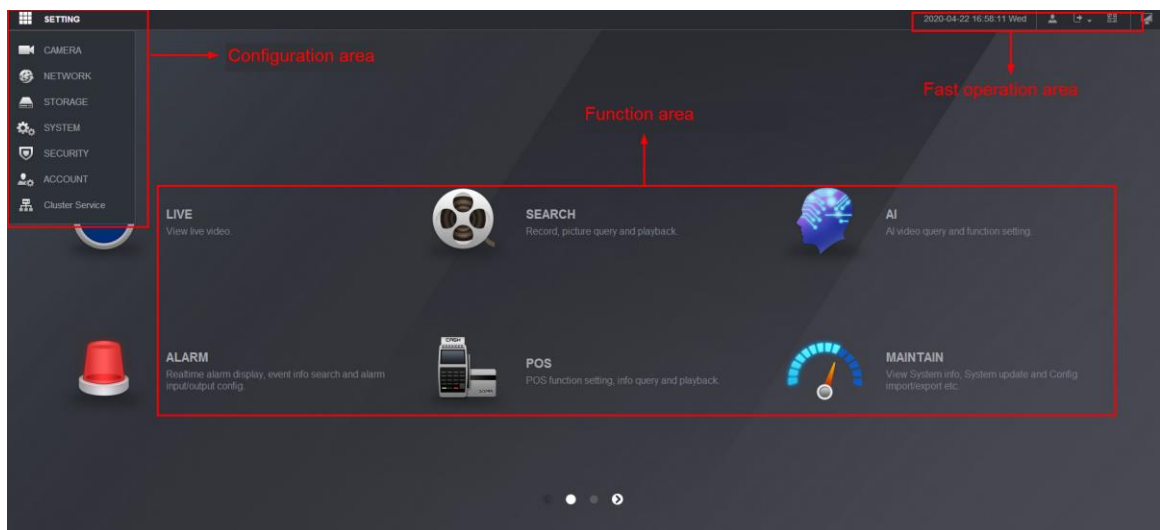 SETTING
2020-04-22 16:58:11 Wed
CAMERA
NETWORK
STORAGE
SYSTEM
SECURITY
ACCOUNT
Cluster Service
Configuration area
Fast operation area
Function area
LIVE
View live video.
SEARCH
Record, picture query and playback.
AI
AI video query and function setting.
ALARM
Realtime alarm display, event info search and alarm
input/output config.
CASH
POS
POS function setting, info query and playback.
MAINTAIN
View System info, System update and Config
import/export etc.